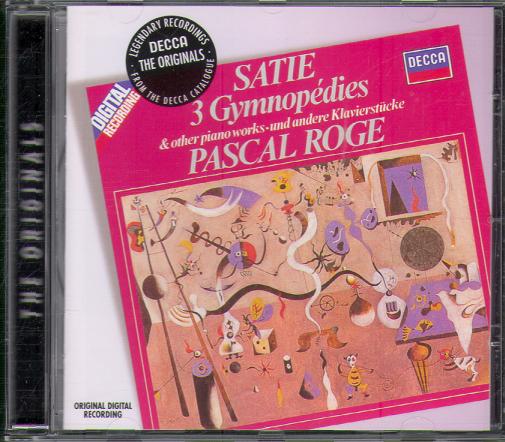 LEGENDARY RECORDINGS
DECCA
THE ORIGINALS
FROM THE DECCA CATALOGUE
DIGITAL
RECORDING
DECCA
SATIE
3 Gymnopédies
& other piano works-und andere Klavierstücke
PASCAL ROGE
THE ORIGINALS
ORIGINAL DIGITAL
RECORDING